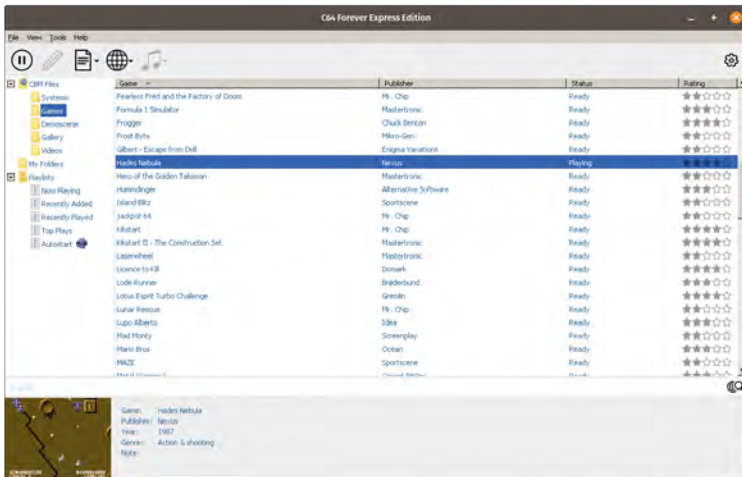 C64 Forever Express Edition
File View Tools Help
CBM Files
Systems
Games
Demoscene
Gallery
Videos
My Folders
Playlists
Now Playing
Recently Added
Recently Played
Top Plays
Autostart
Game Publisher Status Rating
Fearless Fred and the Factory of Doom Mr. Chip Ready
Formula 1 Simulator Mastertronic Ready
Frogger Chuck Benton Ready
Frost Byte Mikro-Gen Ready
Gilbert - Escape from Drill Enigma Variations Ready
Hades Nebula Nexus Playing
Hero of the Golden Talisman Mastertronic Ready
Hummdinger Alternative Software Ready
Island Blitz Sportscene Ready
Jackpot 64 Mr. Chip Ready
Kikstart Mr. Chip Ready
Kikstart II - The Construction Set Mastertronic Ready
Laserwheel Mastertronic Ready
Licence to Kill Domark Ready
Lode Runner Brøderbund Ready
Lotus Esprit Turbo Challenge Gremlin Ready
Lunar Rescue Mr. Chip Ready
Lupo Alberto Idea Ready
Mad Monty Screenplay Ready
Mario Bros Ocean Ready
MAZE Sportscene Ready
Game: Hades Nebula
Publisher: Nexus
Year: 1987
Genre: Action & shooting
Note: